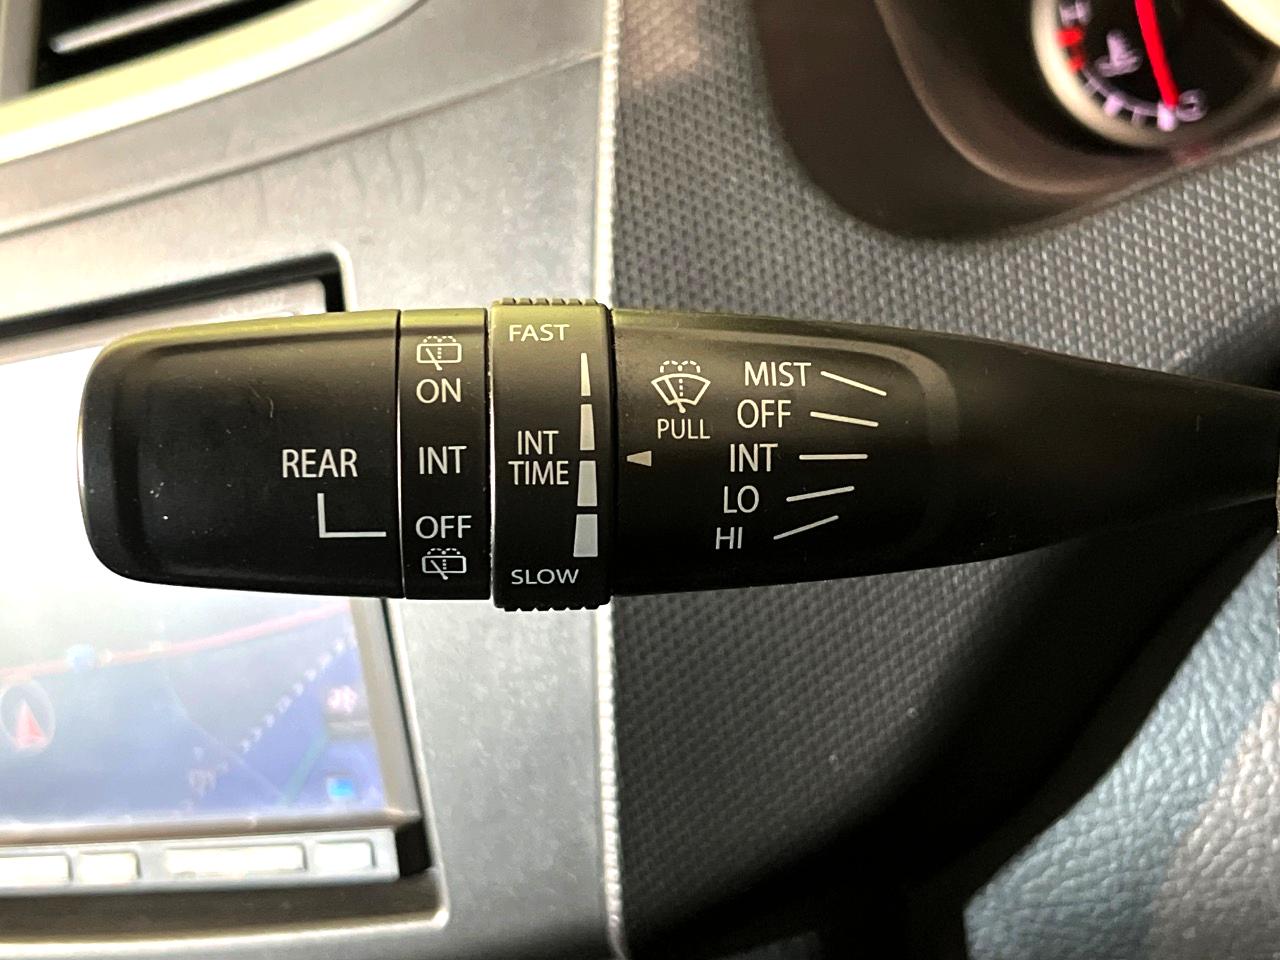 REAR
ON
INT
OFF
FAST
INT
TIME
SLOW
PULL
MIST
OFF
INT
LO
HI
H
C